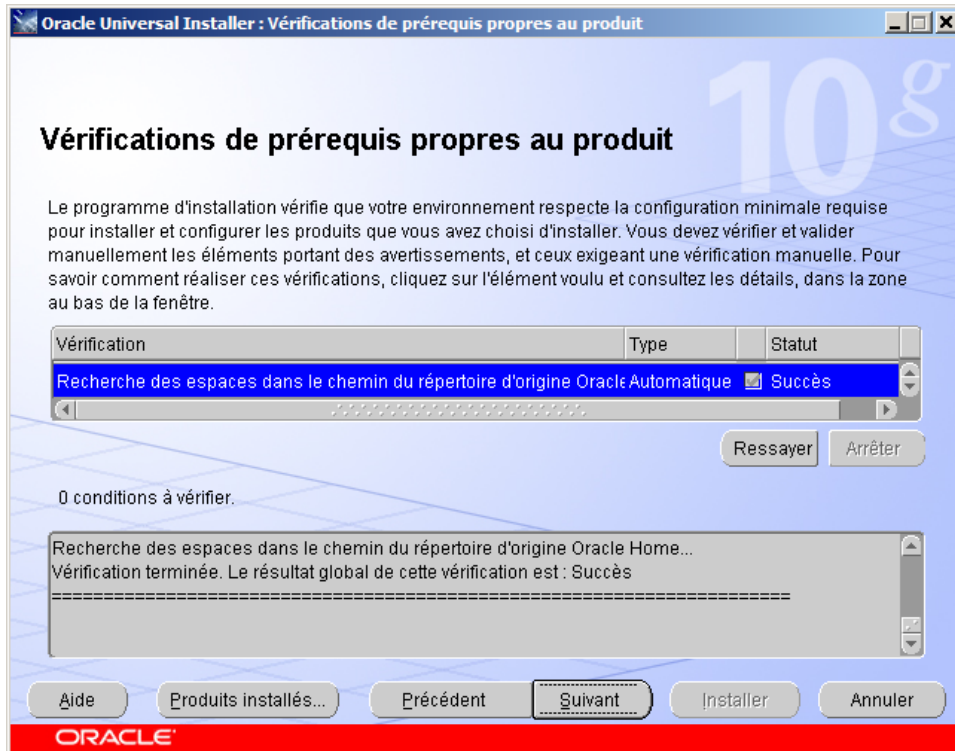 Oracle Universal Installer : Vérifications de prérequis propres au produit
10g
Vérifications de prérequis propres au produit
Le programme d'installation vérifie que votre environnement respecte la configuration minimale requise
pour installer et configurer les produits que vous avez choisi d'installer. Vous devez vérifier et valider
manuellement les éléments portant des avertissements, et ceux exigeant une vérification manuelle. Pour
savoir comment réaliser ces vérifications, cliquez sur l'élément voulu et consultez les détails, dans la zone
au bas de la fenêtre.
Vérification Type Statut
Recherche des espaces dans le chemin du répertoire d'origine Oracle Automatique Succès
Ressayer Arrêter
0 conditions à vérifier.
Recherche des espaces dans le chemin du répertoire d'origine Oracle Home...
Vérification terminée. Le résultat global de cette vérification est : Succès
=======================================================================
Aide Produits installés... Précédent Suivant Installer Annuler
ORACLE